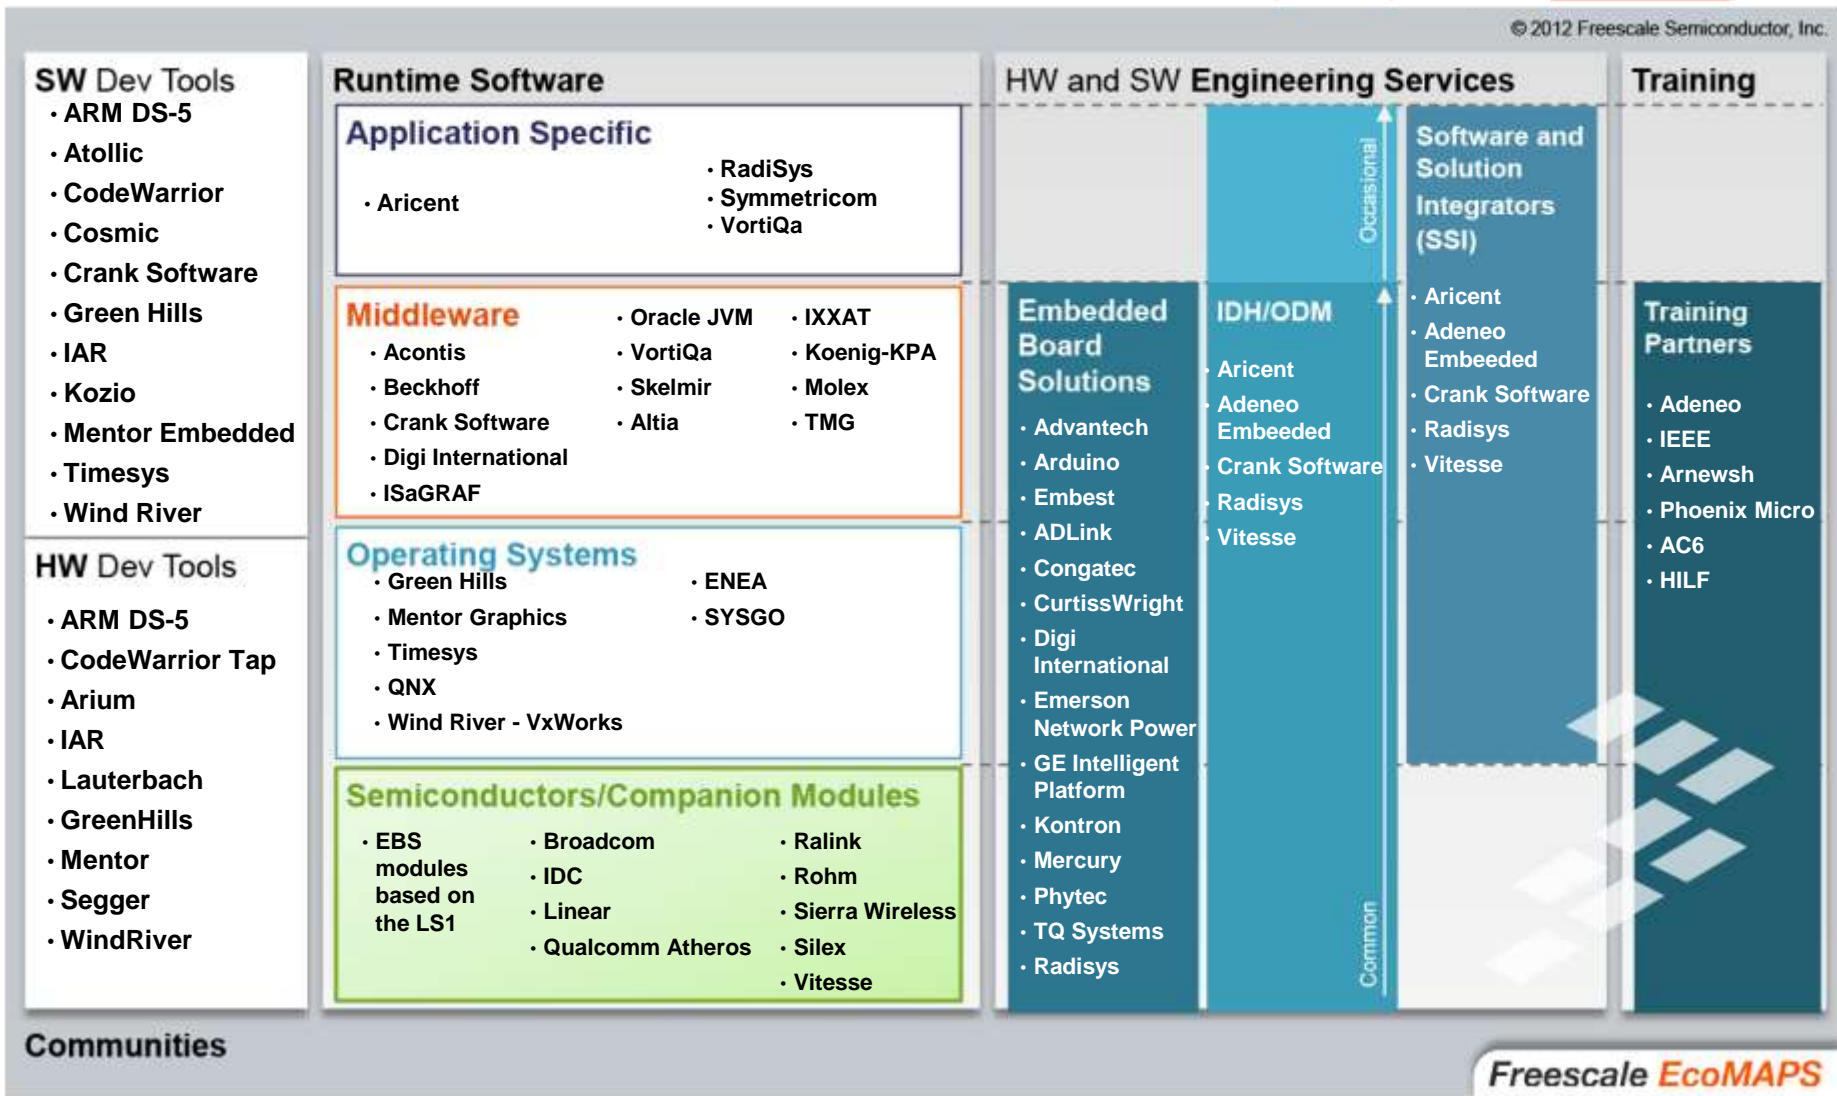 © 2012 Freescale Semiconductor, Inc.
SW Dev Tools
• ARM DS-5
• Atollic
• CodeWarrior
• Cosmic
• Crank Software
• Green Hills
• IAR
• Kozio
• Mentor Embedded
• Timesys
• Wind River
HW Dev Tools
• ARM DS-5
• CodeWarrior Tap
• Arium
• IAR
• Lauterbach
• GreenHills
• Mentor
• Segger
• WindRiver
Runtime Software
Application Specific
• Aricent
• RadiSys
• Symmetricom
• VortiQa
Middleware
• Acontis
• Beckhoff
• Crank Software
• Digi International
• ISaGRAF
• Oracle JVM
• VortiQa
• Skelmir
• Altia
• IXXAT
• Koenig-KPA
• Molex
• TMG
Operating Systems
• Green Hills
• Mentor Graphics
• Timesys
• QNX
• Wind River - VxWorks
• ENEA
• SYSGO
Semiconductors/Companion Modules
• EBS
modules
based on
the LS1
• Broadcom
• IDC
• Linear
• Qualcomm Atheros
• Ralink
• Rohm
• Sierra Wireless
• Silex
• Vitesse
HW and SW Engineering Services
Embedded
Board
Solutions
• Advantech
• Arduino
• Embest
• ADLink
• Congatec
• CurtissWright
• Digi
International
• Emerson
Network Power
• GE Intelligent
Platform
• Kontron
• Mercury
• Phytec
• TQ Systems
• Radisys
IDH/ODM
• Aricent
• Adeneo
Embeeded
• Crank Software
• Radisys
• Vitesse
Occasional
Common
Software and
Solution
Integrators
(SSI)
• Aricent
• Adeneo
Embeeded
• Crank Software
• Radisys
• Vitesse
Training
Training
Partners
• Adeneo
• IEEE
• Arnewsh
• Phoenix Micro
• AC6
• HILF
Communities
Freescale EcoMAPS